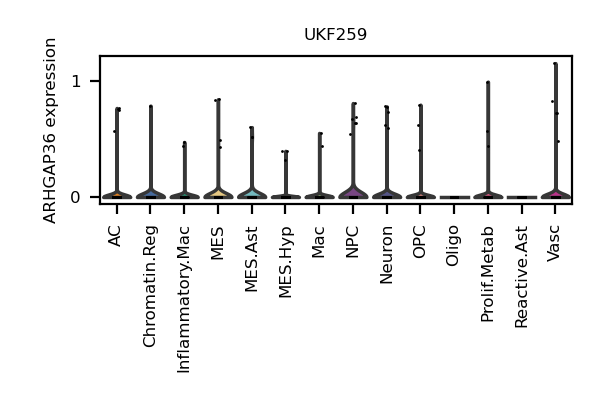 UKF259
ARHGAP36 expression
1
0
AC
Chromatin.Reg
Inflammatory.Mac
MES
MES.Ast
MES.Hyp
Mac
NPC
Neuron
OPC
Oligo
Prolif.Metab
Reactive.Ast
Vasc